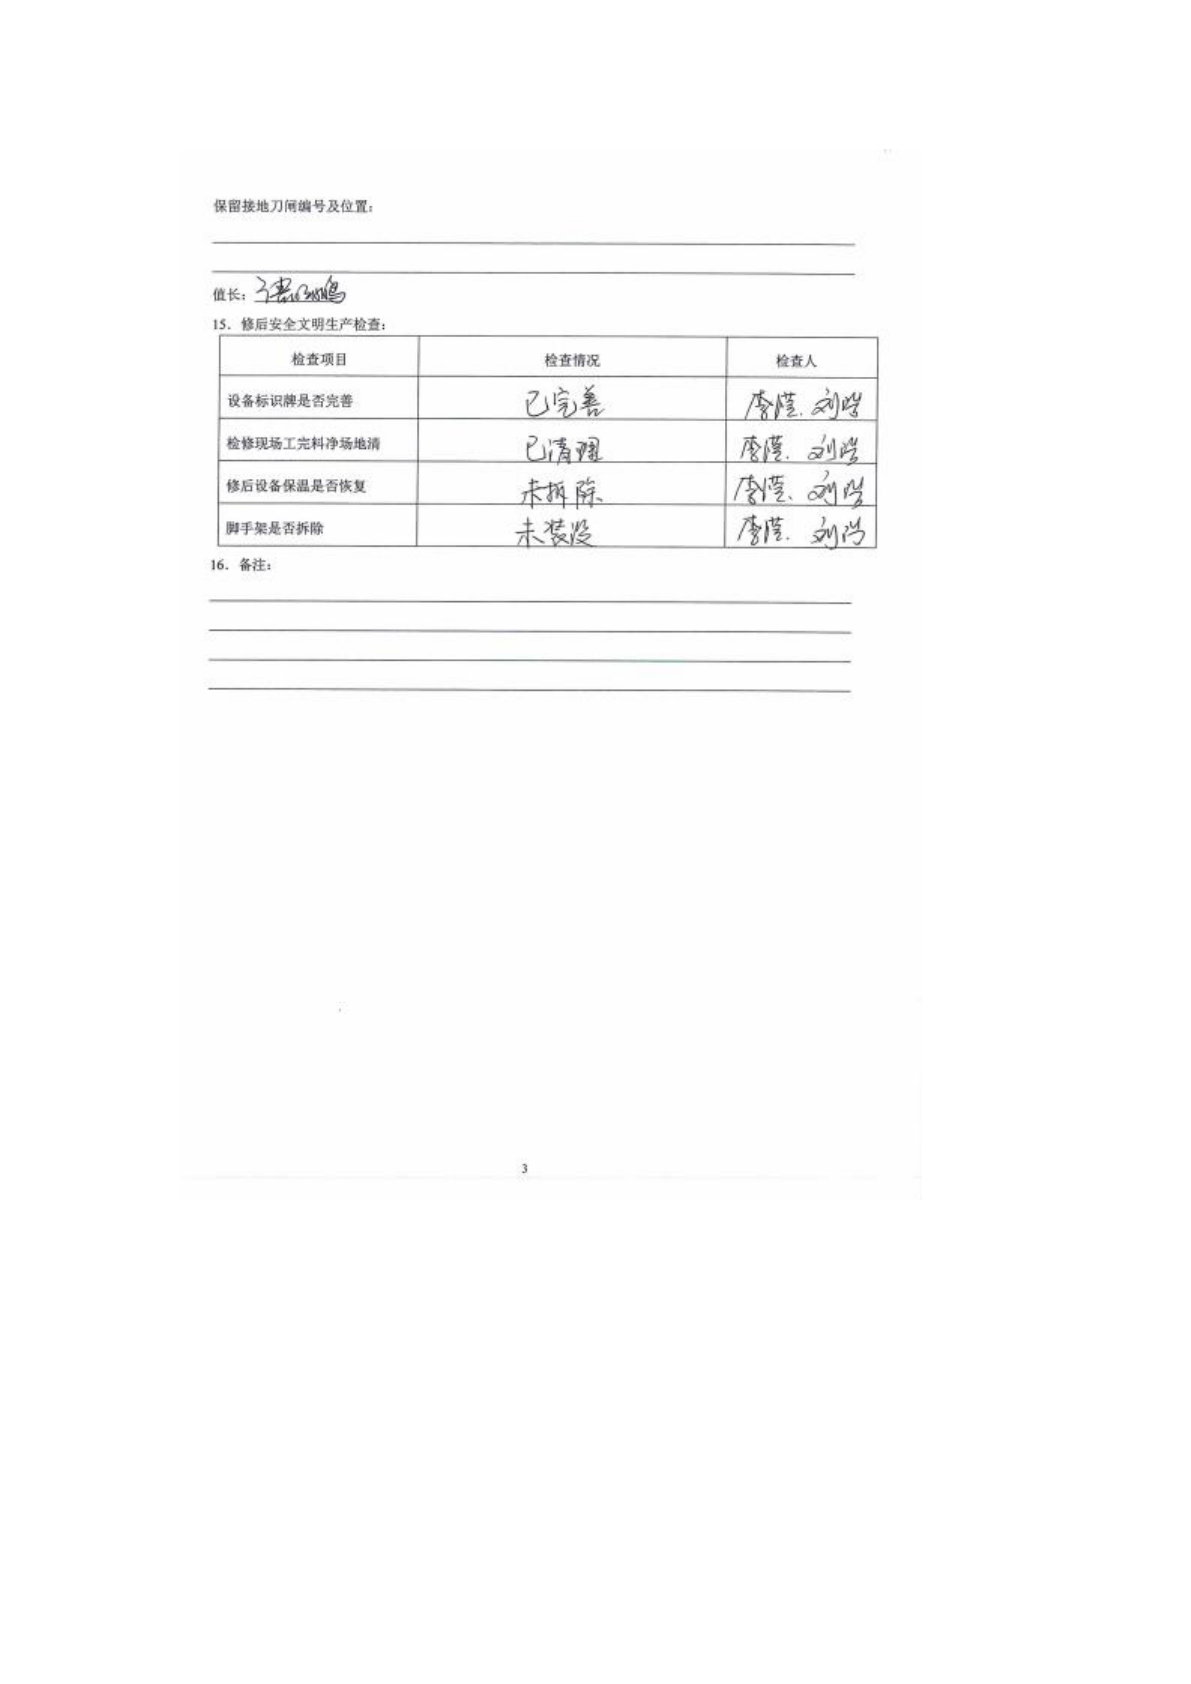 保留接地刀闸编号及位置：
值长：
15．修后安全文明生产检查：
检查项目 检查情况 检查人
设备标识牌是否完善 已完善 李滢、刘皓
检修现场工完料净场地清 已清理 李滢、刘皓
修后设备保温是否恢复 未拆除 李滢、刘皓
脚手架是否拆除 未装设 李滢、刘皓
16．备注：
3